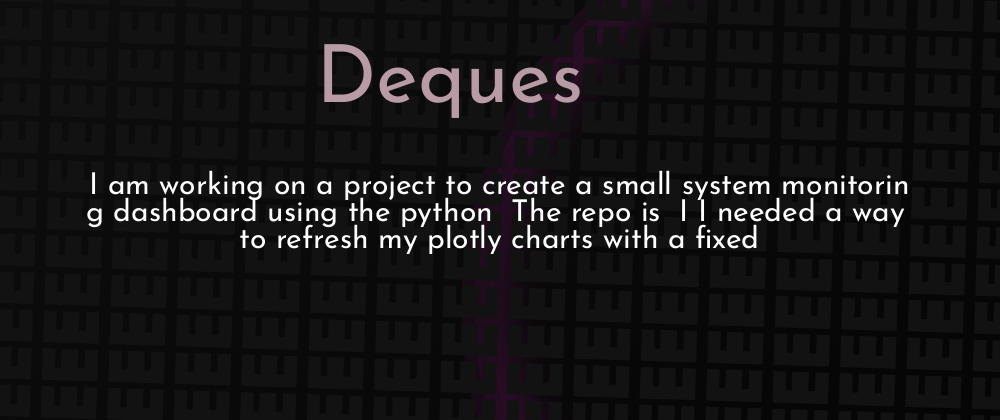 Deques
I am working on a project to create a small system monitorin
g dashboard using the python  The repo is  I I needed a way
to refresh my plotly charts with a fixed